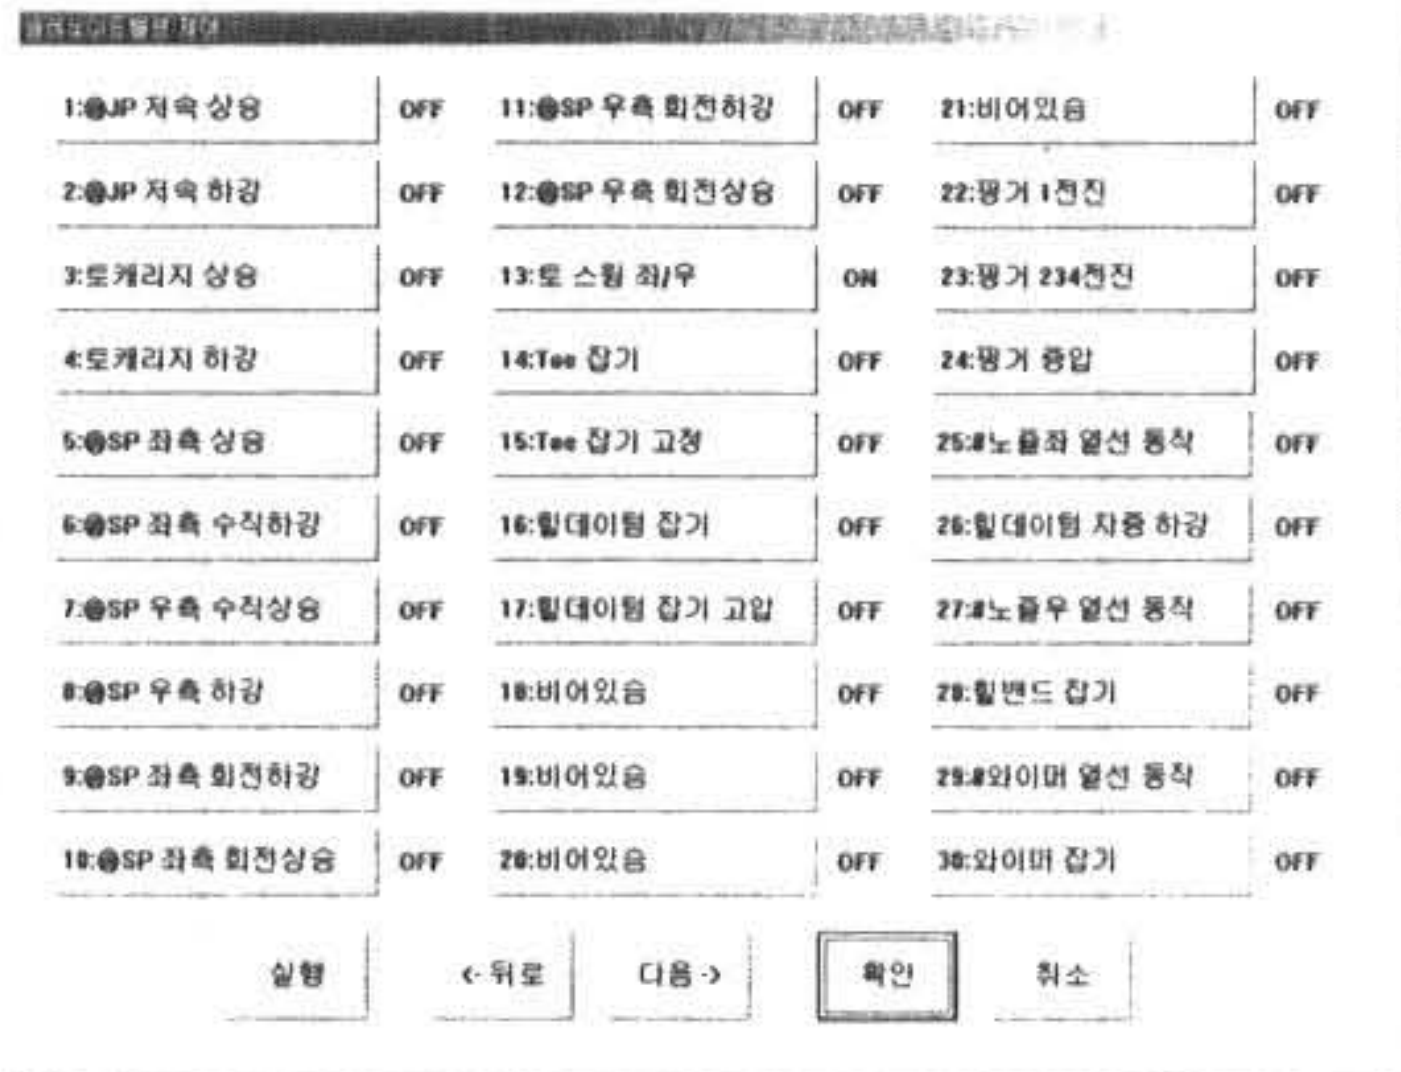 솔레노이드밸브 제어
1:@JP 저속 상승 OFF
2:@JP 저속 하강 OFF
3:토캐리지 상승 OFF
4:토캐리지 하강 OFF
5:@SP 좌측 상승 OFF
6:@SP 좌측 수직하강 OFF
7:@SP 우측 수직상승 OFF
8:@SP 우측 하강 OFF
9:@SP 좌측 회전하강 OFF
10:@SP 좌측 회전상승 OFF
11:@SP 우측 회전하강 OFF
12:@SP 우측 회전상승 OFF
13:토 스윙 좌/우 ON
14:Toe 잡기 OFF
15:Toe 잡기 고정 OFF
16:힐데이텀 잡기 OFF
17:힐데이텀 잡기 고압 OFF
18:비어있음 OFF
19:비어있음 OFF
20:비어있음 OFF
21:비어있음 OFF
22:핑거 1전진 OFF
23:핑거 234전진 OFF
24:핑거 중압 OFF
25:#노즐좌 열선 동작 OFF
26:힐데이텀 자중 하강 OFF
27:#노즐우 열선 동작 OFF
28:힐밴드 잡기 OFF
29:#와이퍼 열선 동작 OFF
30:와이퍼 잡기 OFF
실행 <- 뒤로 다음 -> 확인 취소